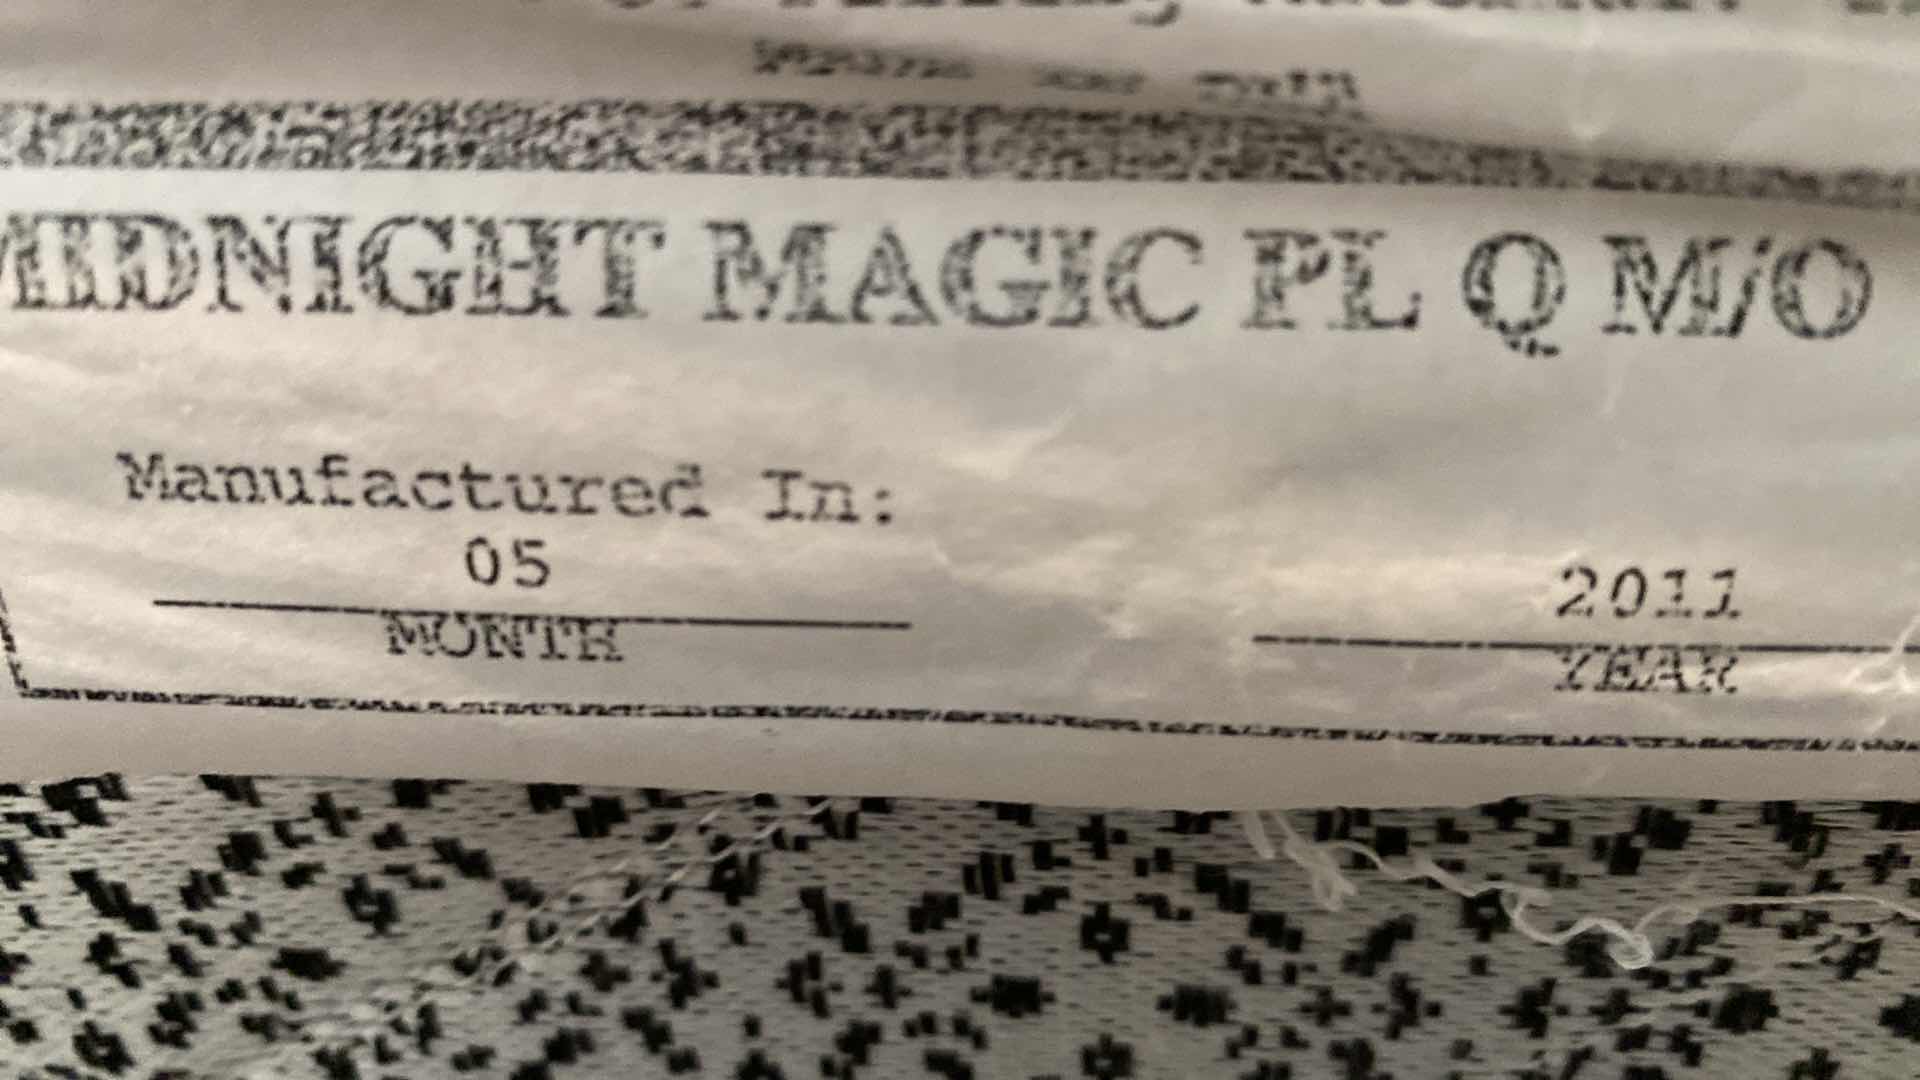 MIDNIGHT MAGIC PL Q M/O
Manufactured In:
05 2011
MONTH YEAR